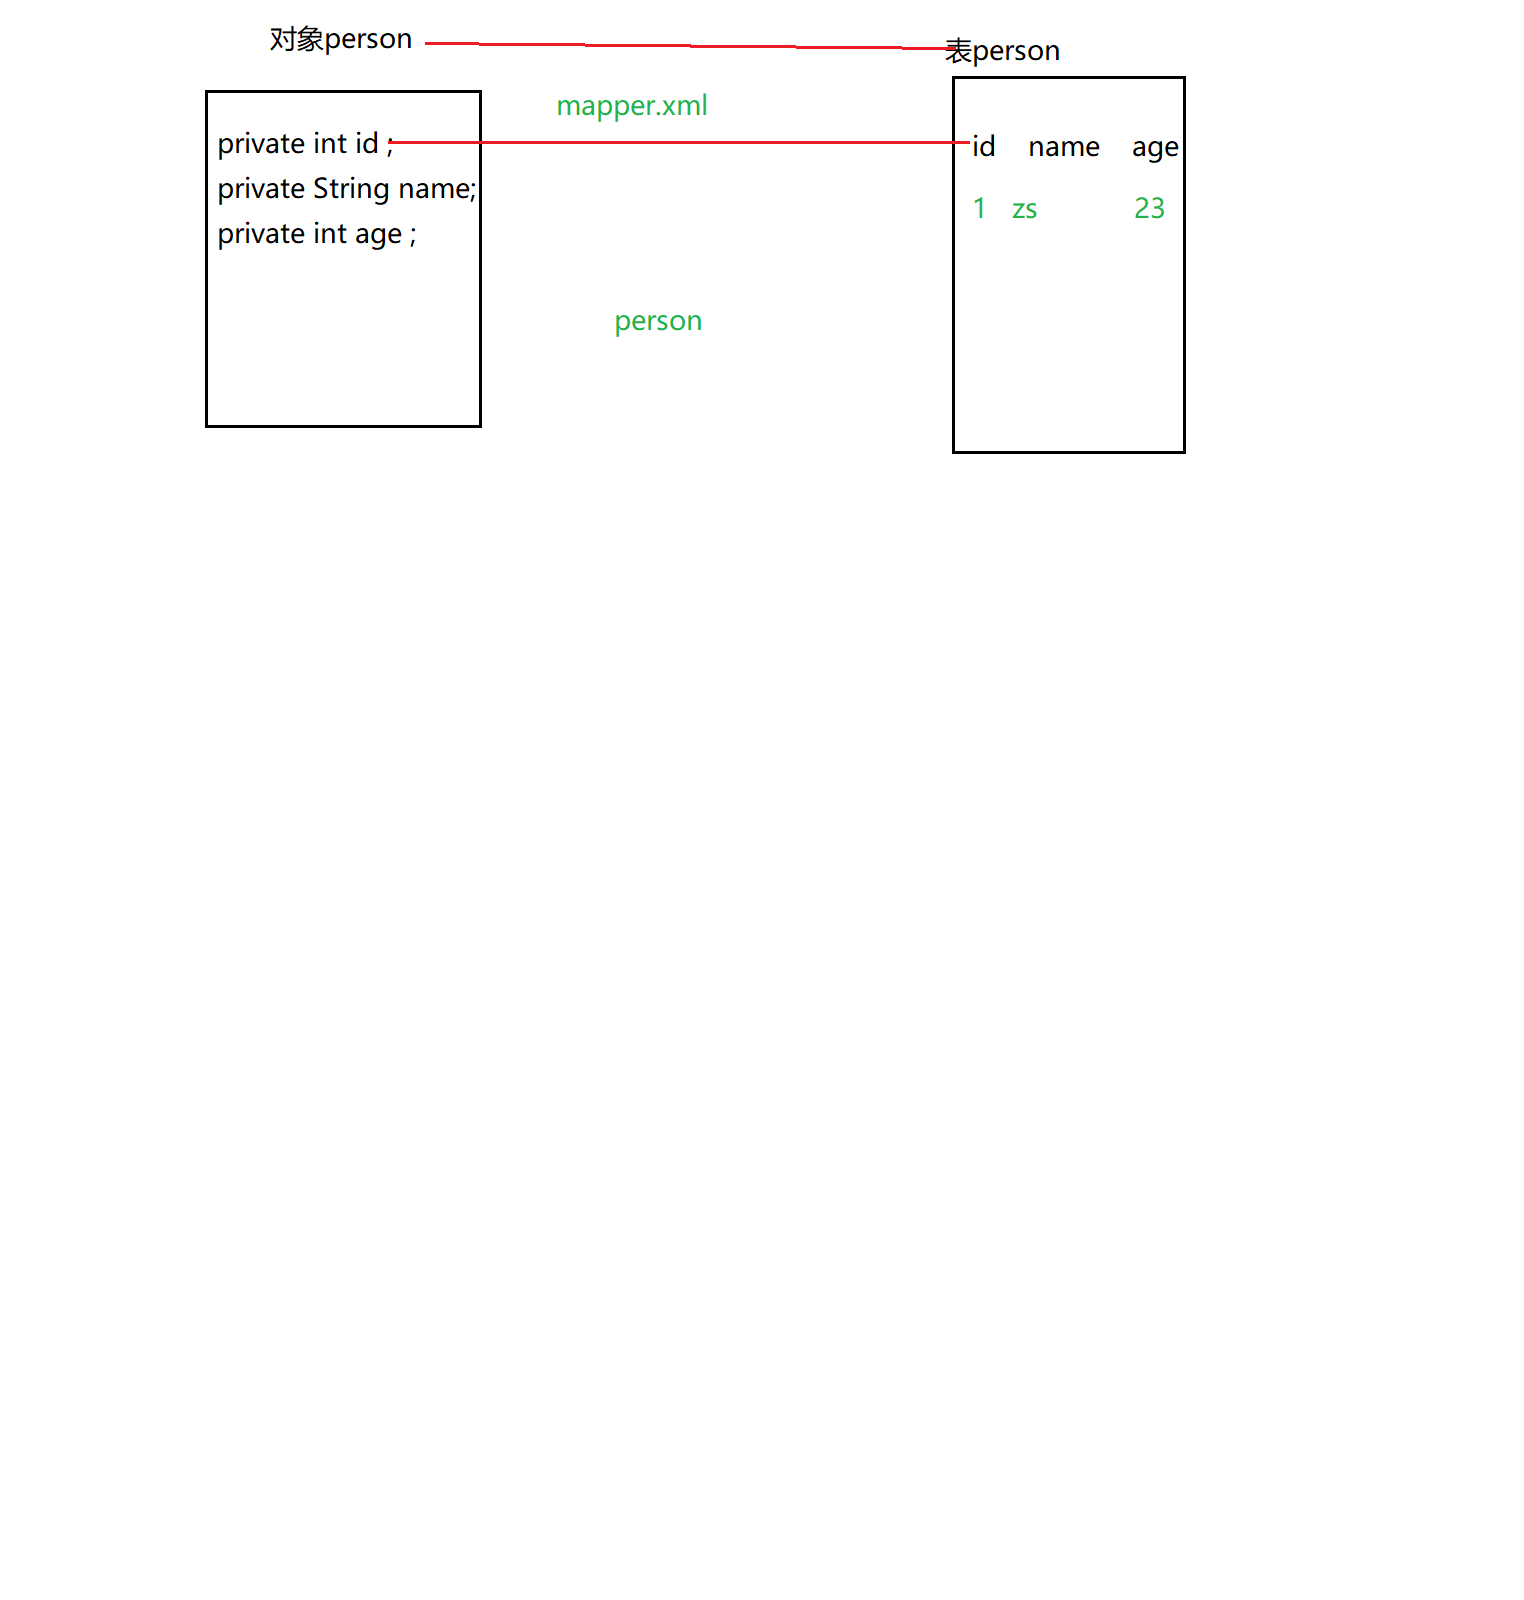 对象person
表person
mapper.xml
private int id ;
private String name;
private int age ;
id name age
1 zs 23
person